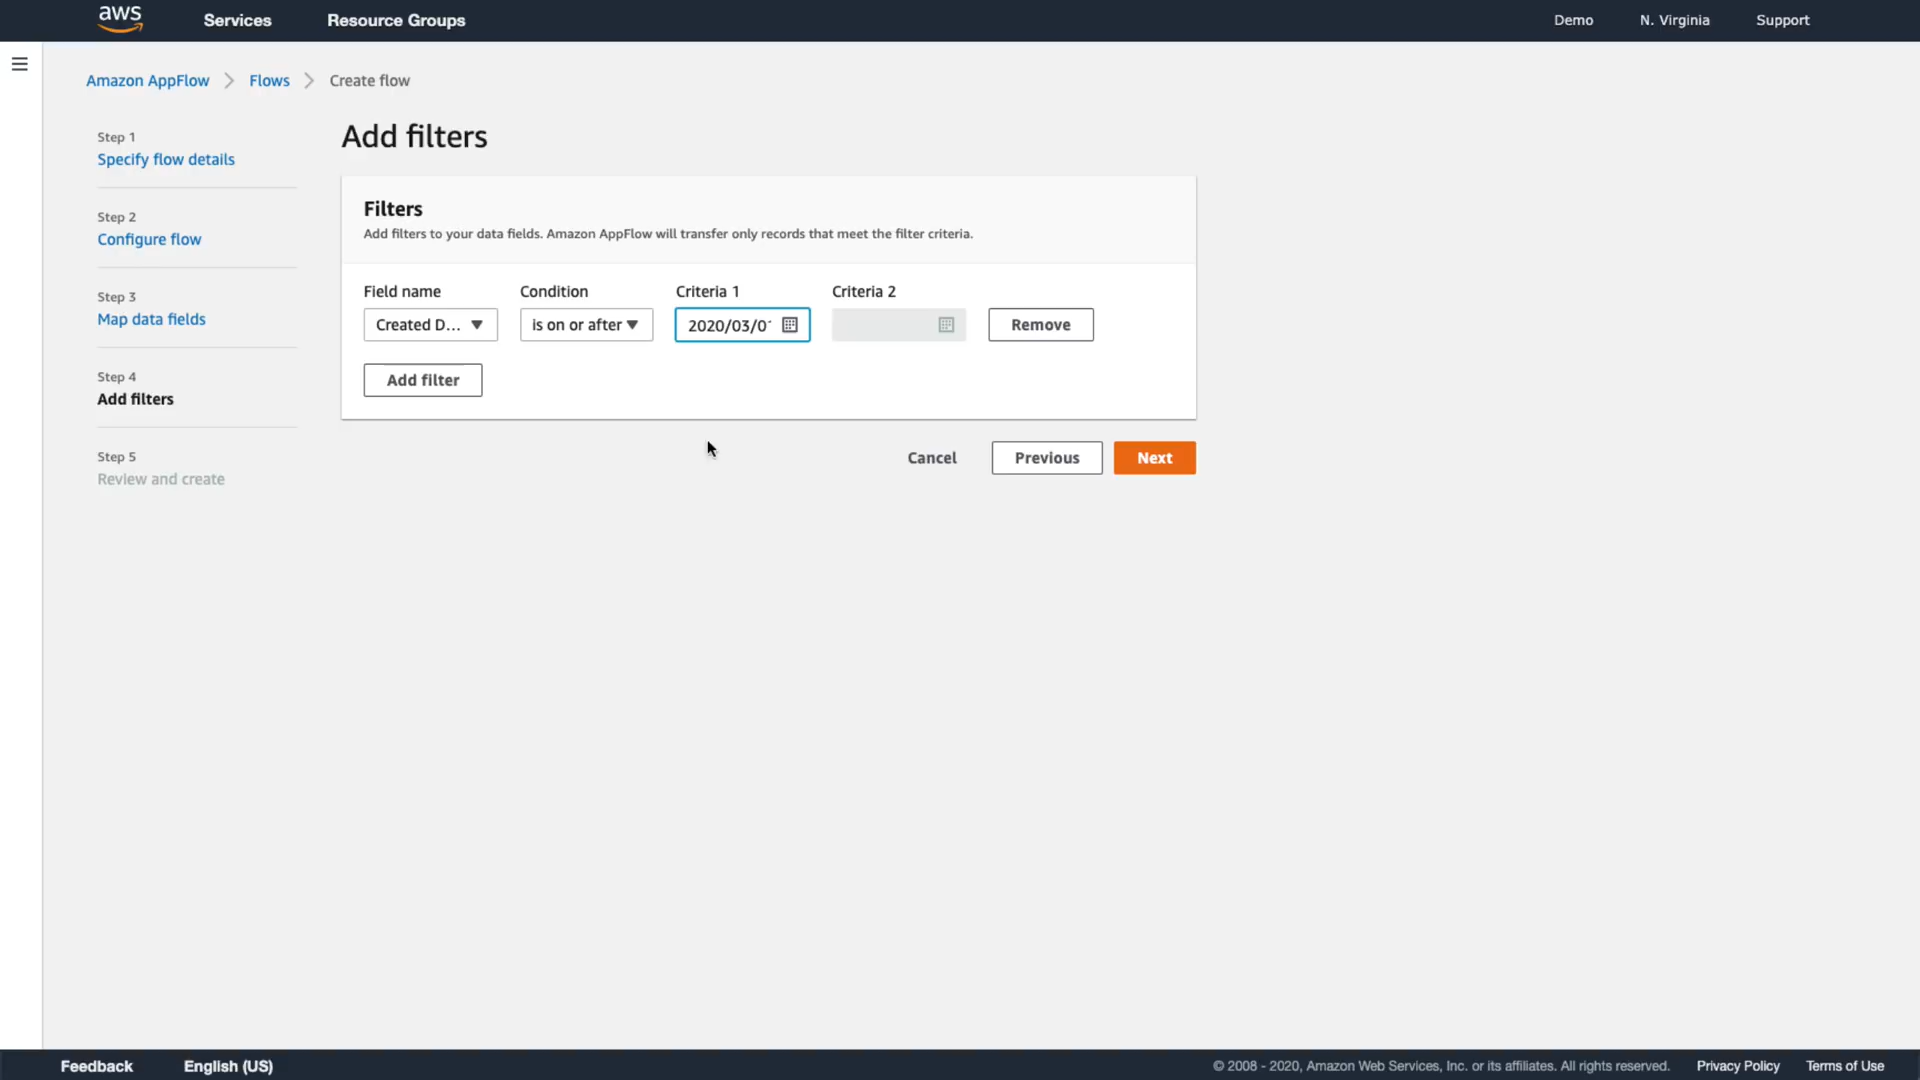 aws Services Resource Groups Demo N. Virginia Support
Amazon AppFlow Flows Create flow
Step 1
Specify flow details
Step 2
Configure flow
Step 3
Map data fields
Step 4
Add filters
Step 5
Review and create
Add filters
Filters
Add filters to your data fields. Amazon AppFlow will transfer only records that meet the filter criteria.
Field name Condition Criteria 1 Criteria 2
Created D... is on or after 2020/03/01 Remove
Add filter
Cancel Previous Next
Feedback English (US) © 2008 - 2020, Amazon Web Services, Inc. or its affiliates. All rights reserved. Privacy Policy Terms of Use